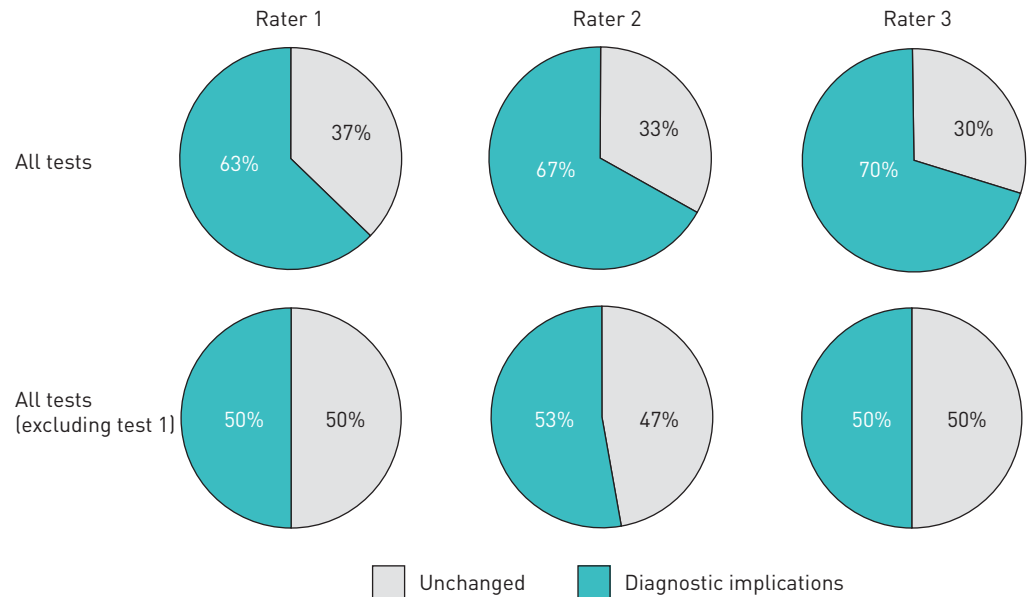 Rater 1
Rater 2
Rater 3
All tests
63%
37%
67%
33%
70%
30%
All tests
(excluding test 1)
50%
50%
53%
47%
50%
50%
Unchanged
Diagnostic implications